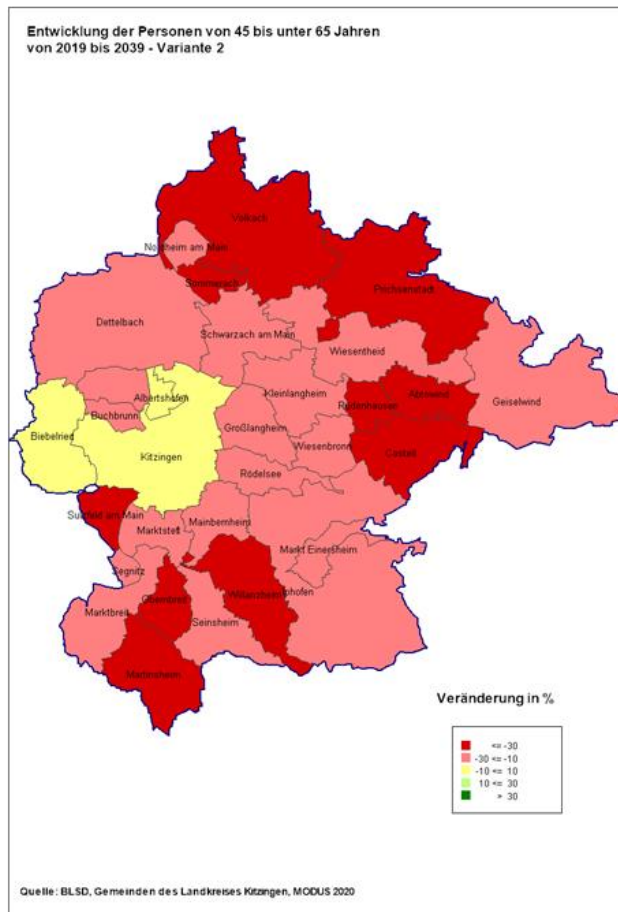 Entwicklung der Personen von 45 bis unter 65 Jahren
von 2019 bis 2039 - Variante 2
Volkach
Nordheim am Main
Sommerach
Prichsenstadt
Dettelbach
Schwarzach am Main
Wiesentheid
Kleinlangheim
Abtswind
Geiselwind
Albertshofen
Rüdenhausen
Buchbrunn
Großlangheim
Biebelried
Wiesenbronn
Castell
Kitzingen
Rödelsee
Sulzfeld am Main
Mainbernheim
Marktsteft
Markt Einersheim
Segnitz
Willanzheim
Iphofen
Obernbreit
Marktbreit
Seinsheim
Martinsheim
Veränderung in %
<= -30
-30 <= -10
-10 <= 10
10 <= 30
> 30
Quelle: BLSD, Gemeinden des Landkreises Kitzingen, MODUS 2020